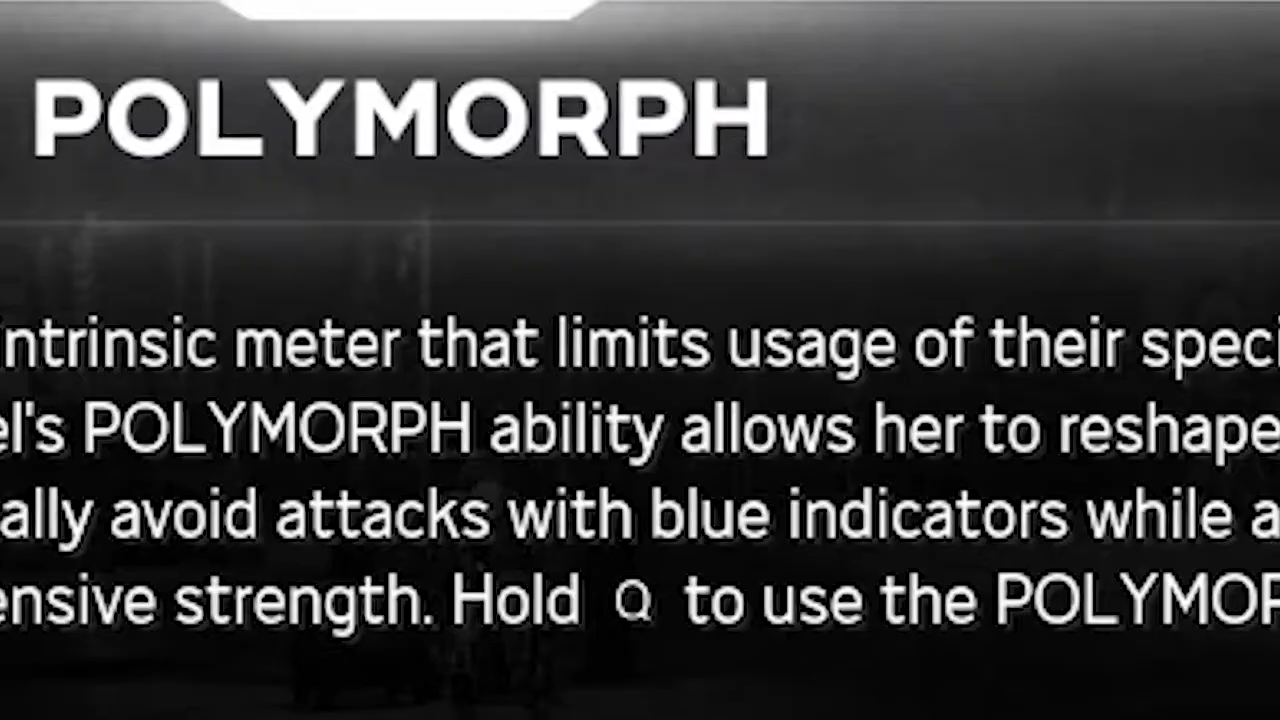 POLYMORPH
intrinsic meter that limits usage of their speci
el's POLYMORPH ability allows her to reshape
ally avoid attacks with blue indicators while a
ensive strength. Hold Q to use the POLYMOR